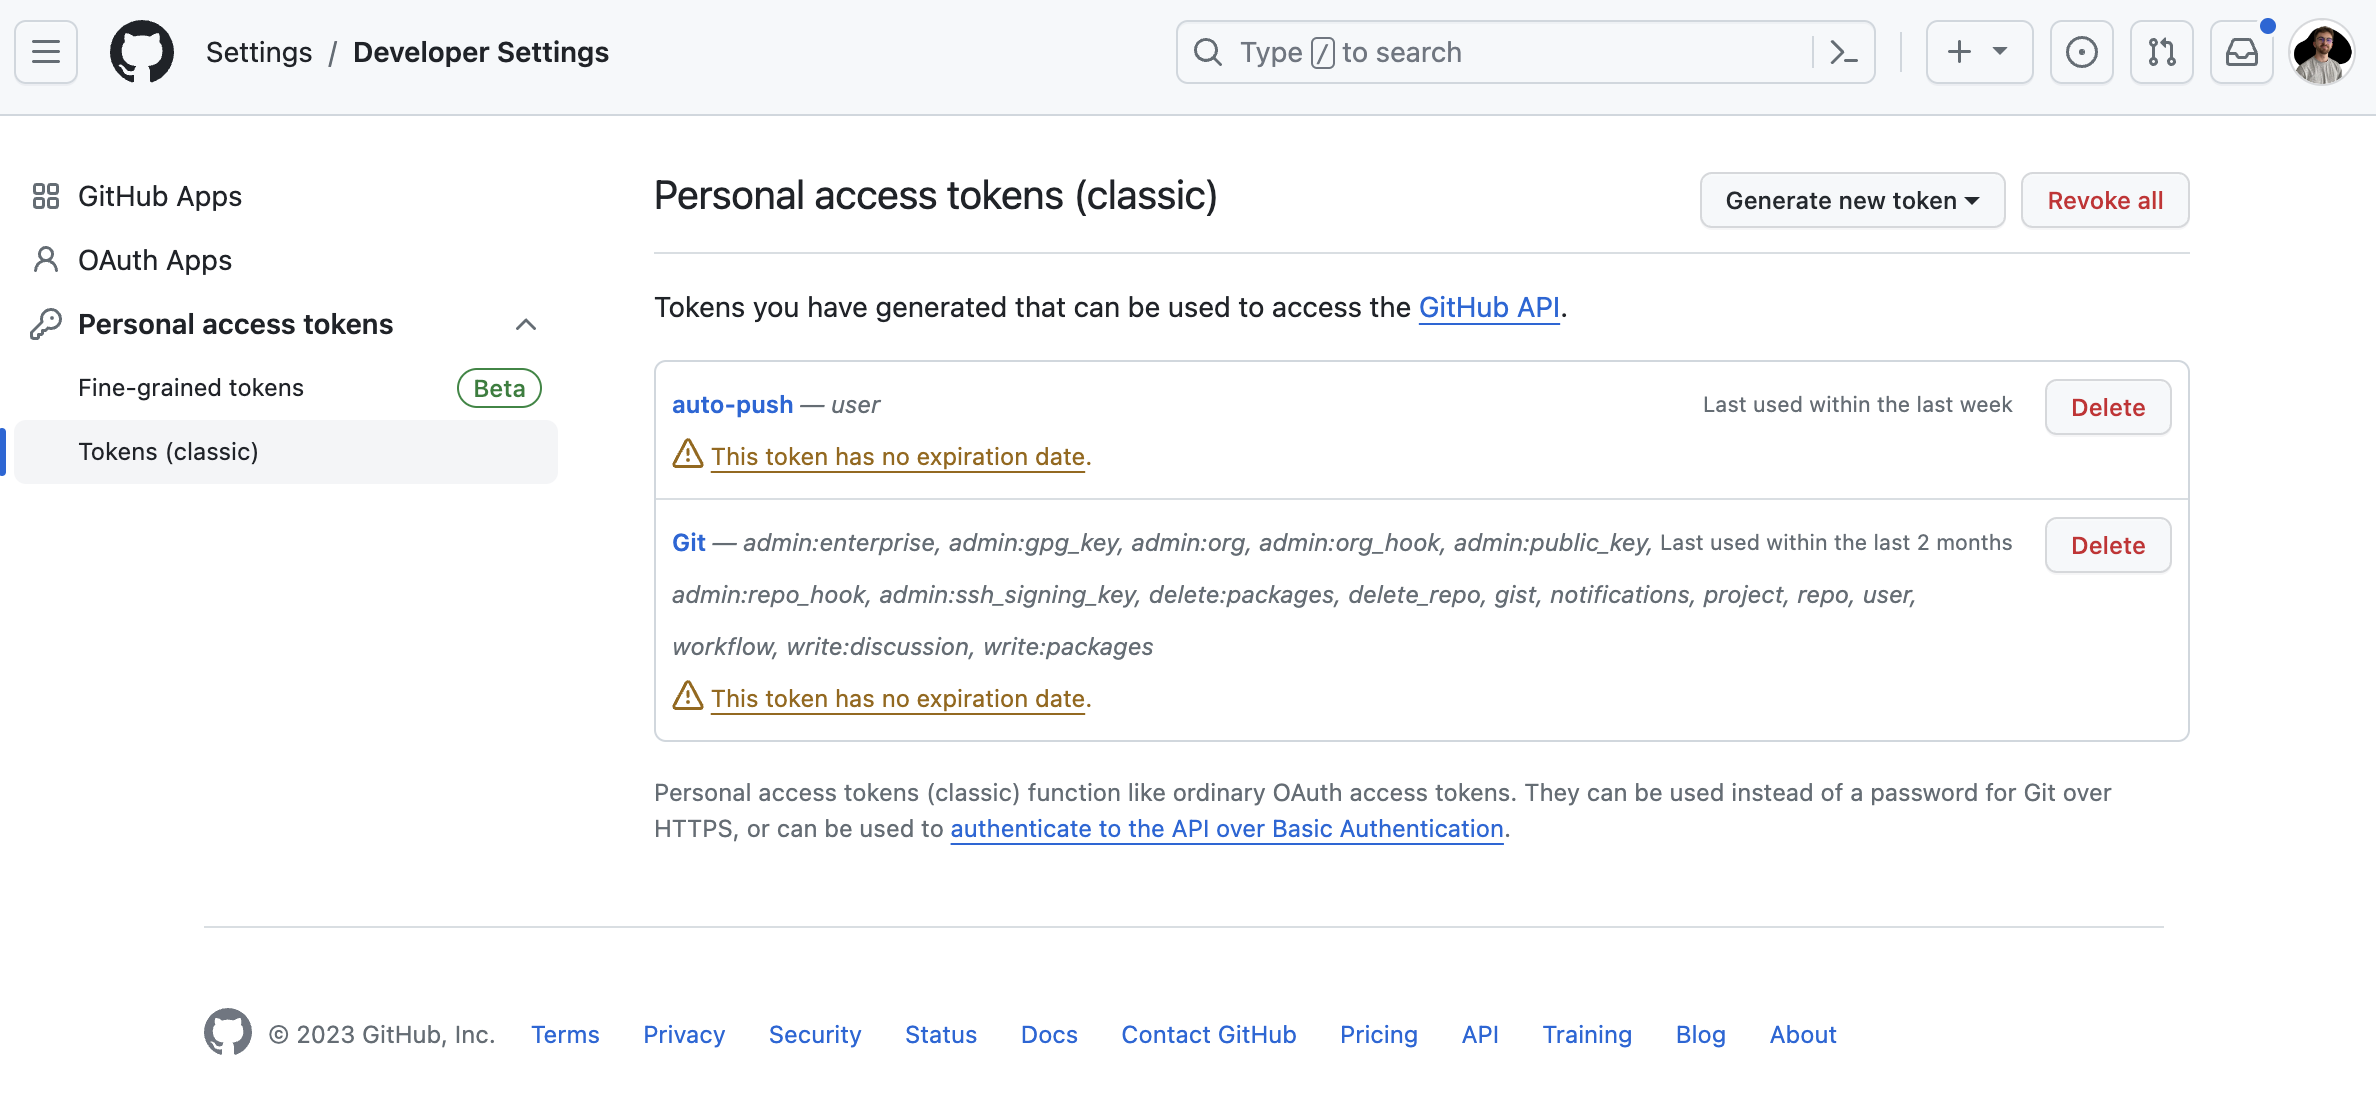 Settings / Developer Settings
Type / to search
GitHub Apps
OAuth Apps
Personal access tokens
Fine-grained tokens Beta
Tokens (classic)
Personal access tokens (classic)
Generate new token
Revoke all
Tokens you have generated that can be used to access the GitHub API.
auto-push — user
Last used within the last week
Delete
This token has no expiration date.
Git — admin:enterprise, admin:gpg_key, admin:org, admin:org_hook, admin:public_key,
Last used within the last 2 months
Delete
admin:repo_hook, admin:ssh_signing_key, delete:packages, delete_repo, gist, notifications, project, repo, user,
workflow, write:discussion, write:packages
This token has no expiration date.
Personal access tokens (classic) function like ordinary OAuth access tokens. They can be used instead of a password for Git over
HTTPS, or can be used to authenticate to the API over Basic Authentication.
© 2023 GitHub, Inc. Terms Privacy Security Status Docs Contact GitHub Pricing API Training Blog About